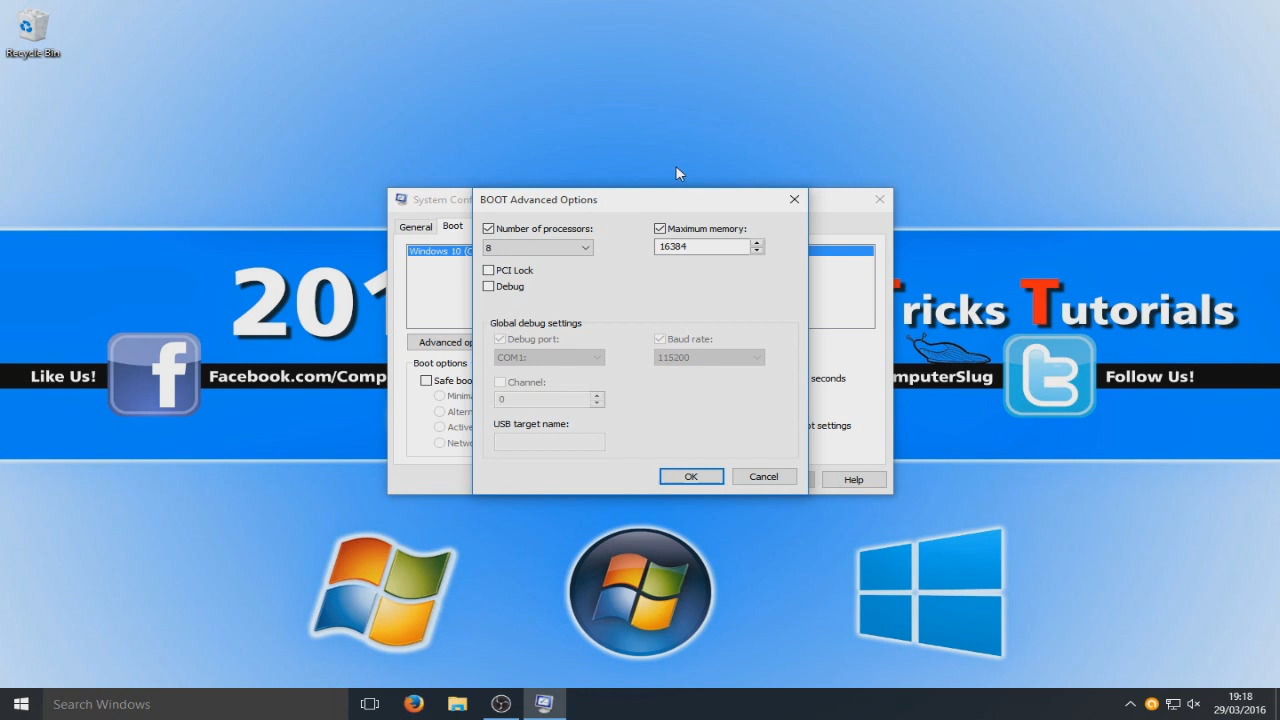 Recycle Bin
System Conf
BOOT Advanced Options
General
Boot
Number of processors:
Maximum memory:
8
16384
Windows 10 (C
PCI Lock
Debug
201
ricks Tutorials
Global debug settings
Debug port:
Baud rate:
COM1:
115200
Advanced op
Boot options
Channel:
0
Safe boo
seconds
Like Us!
Facebook.com/Comp
mputerSlug
Follow Us!
Minima
Altern
Active
Netwo
USB target name:
ot settings
OK
Cancel
Help
Search Windows
19:18
29/03/2016